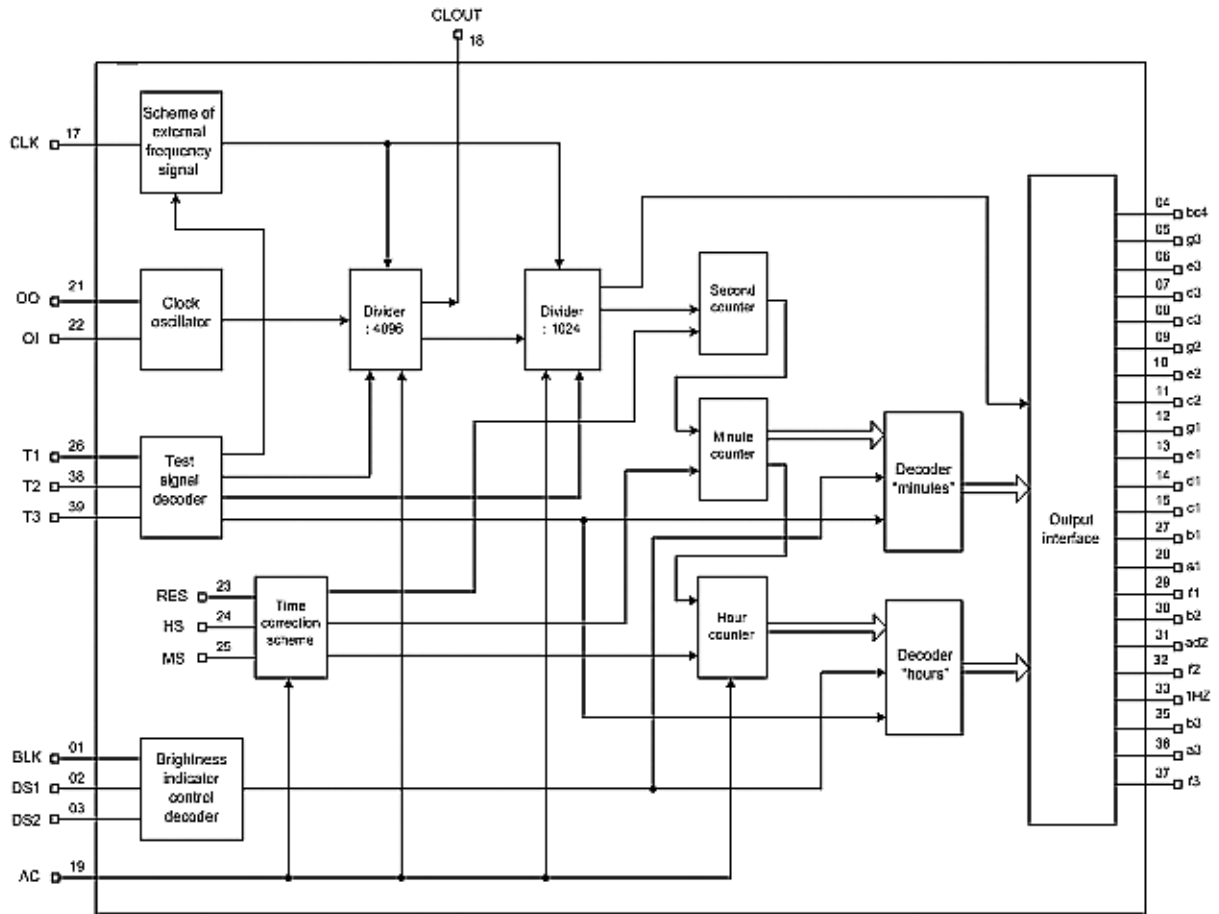 CLOUT
18
CLK
17
Scheme of
external
frequency
signal
OO
21
OI
22
Clock
oscillator
Divider
: 4096
Divider
: 1024
Second
counter
T1
26
T2
38
T3
39
Test
signal
decoder
Minute
counter
Decoder
"minutes"
RES
23
HS
24
MS
25
Time
correction
scheme
Hour
counter
Decoder
"hours"
BLK
01
DS1
02
DS2
03
Brightness
indicator
control
decoder
AC
19
Output
interface
04
bc4
05
g3
06
e3
07
08
c3
09
g2
10
e2
11
c2
12
g1
13
e1
14
d1
15
c1
27
b1
a1
29
f1
30
b2
31
ad2
32
f2
33
1HZ
35
b3
36
a3
37
f3